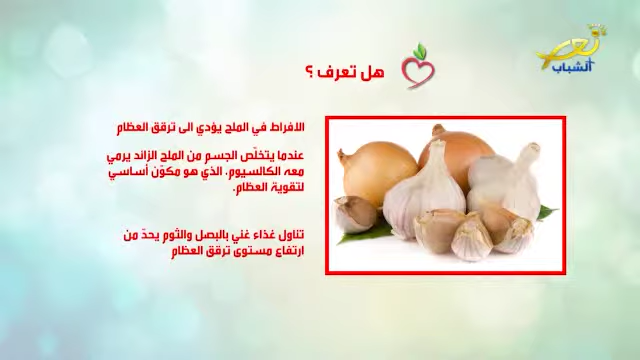 هل تعرف ؟
نعم
الشباب
الافراط في الملح يؤدي الى ترقق العظام
عندما يتخلّص الجسم من الملح الزائد يرمي
معه الكالسيوم، الذي هو مكوّن أساسي
لتقوية العظام.
تناول غذاء غني بالبصل والثوم يحدّ من
ارتفاع مستوى ترقق العظام